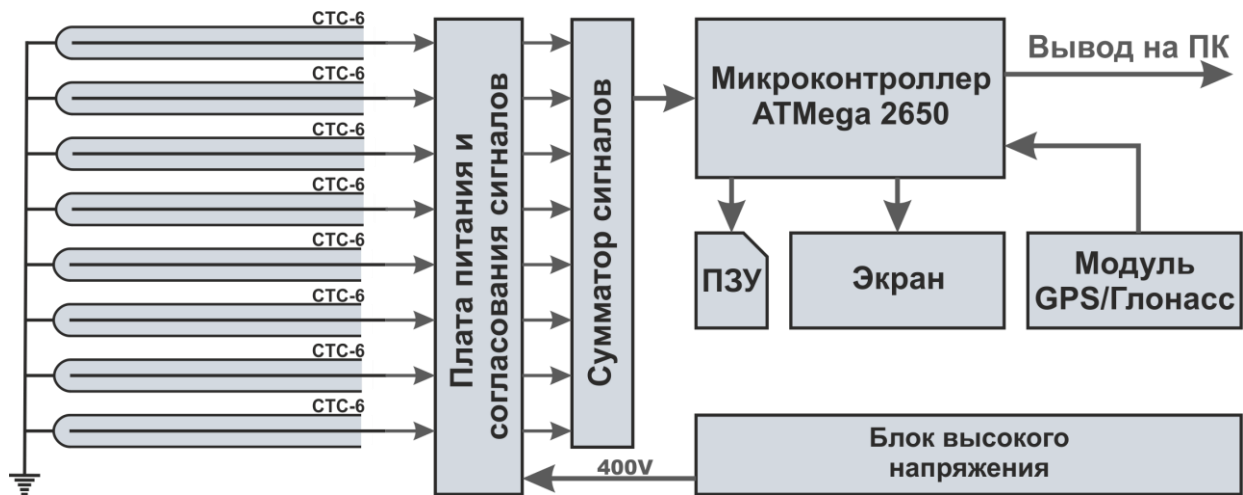 СТС-6
СТС-6
СТС-6
СТС-6
СТС-6
СТС-6
СТС-6
СТС-6
Плата питания и
согласования сигналов
Сумматор сигналов
Микроконтроллер
ATMega 2650
Вывод на ПК
ПЗУ
Экран
Модуль
GPS/Глонасс
400V
Блок высокого
напряжения